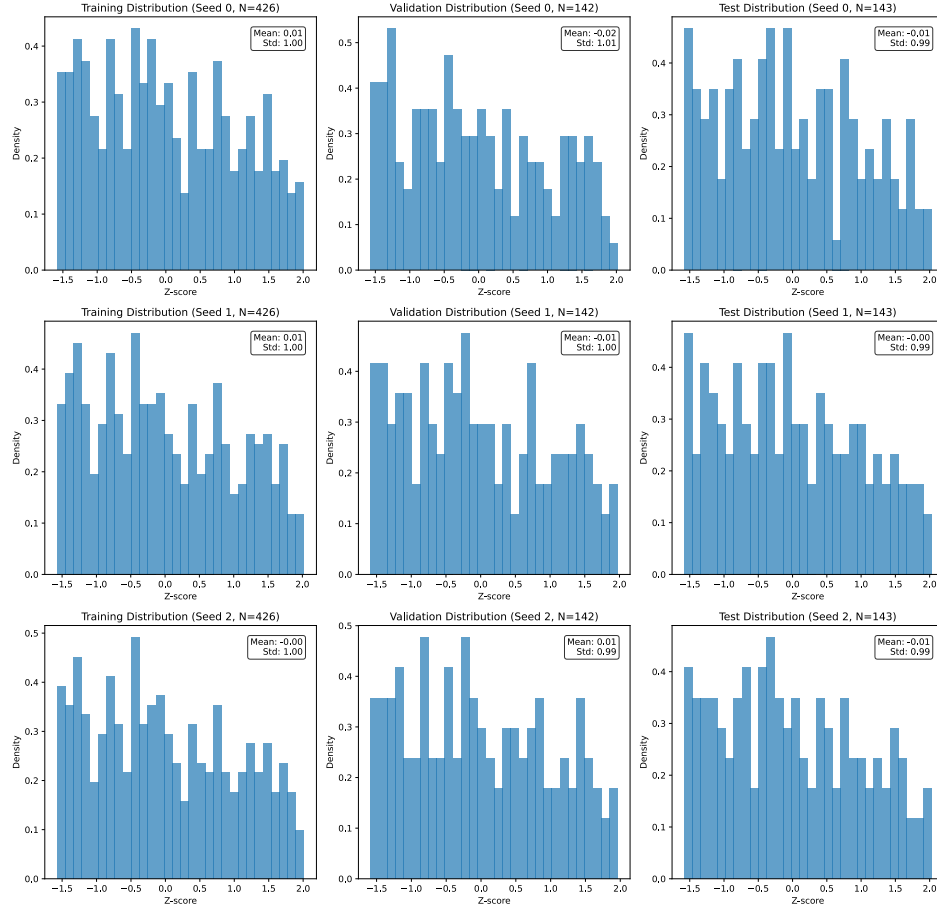 Training Distribution (Seed 0, N=426)
Mean: 0.01
Std: 1.00
Density
0.4
0.3
0.2
0.1
0.0
−1.5 −1.0 −0.5 0.0 0.5 1.0 1.5 2.0
Z-score
Validation Distribution (Seed 0, N=142)
Mean: -0.02
Std: 1.01
Density
0.5
0.4
0.3
0.2
0.1
0.0
−1.5 −1.0 −0.5 0.0 0.5 1.0 1.5 2.0
Z-score
Test Distribution (Seed 0, N=143)
Mean: -0.01
Std: 0.99
Density
0.4
0.3
0.2
0.1
0.0
−1.5 −1.0 −0.5 0.0 0.5 1.0 1.5 2.0
Z-score
Training Distribution (Seed 1, N=426)
Mean: 0.01
Std: 1.00
Density
0.4
0.3
0.2
0.1
0.0
−1.5 −1.0 −0.5 0.0 0.5 1.0 1.5 2.0
Z-score
Validation Distribution (Seed 1, N=142)
Mean: -0.01
Std: 1.00
Density
0.4
0.3
0.2
0.1
0.0
−1.5 −1.0 −0.5 0.0 0.5 1.0 1.5 2.0
Z-score
Test Distribution (Seed 1, N=143)
Mean: -0.00
Std: 0.99
Density
0.4
0.3
0.2
0.1
0.0
−1.5 −1.0 −0.5 0.0 0.5 1.0 1.5 2.0
Z-score
Training Distribution (Seed 2, N=426)
Mean: -0.00
Std: 1.00
Density
0.5
0.4
0.3
0.2
0.1
0.0
−1.5 −1.0 −0.5 0.0 0.5 1.0 1.5 2.0
Z-score
Validation Distribution (Seed 2, N=142)
Mean: 0.01
Std: 0.99
Density
0.5
0.4
0.3
0.2
0.1
0.0
−1.5 −1.0 −0.5 0.0 0.5 1.0 1.5 2.0
Z-score
Test Distribution (Seed 2, N=143)
Mean: -0.01
Std: 0.99
Density
0.4
0.3
0.2
0.1
0.0
−1.5 −1.0 −0.5 0.0 0.5 1.0 1.5 2.0
Z-score